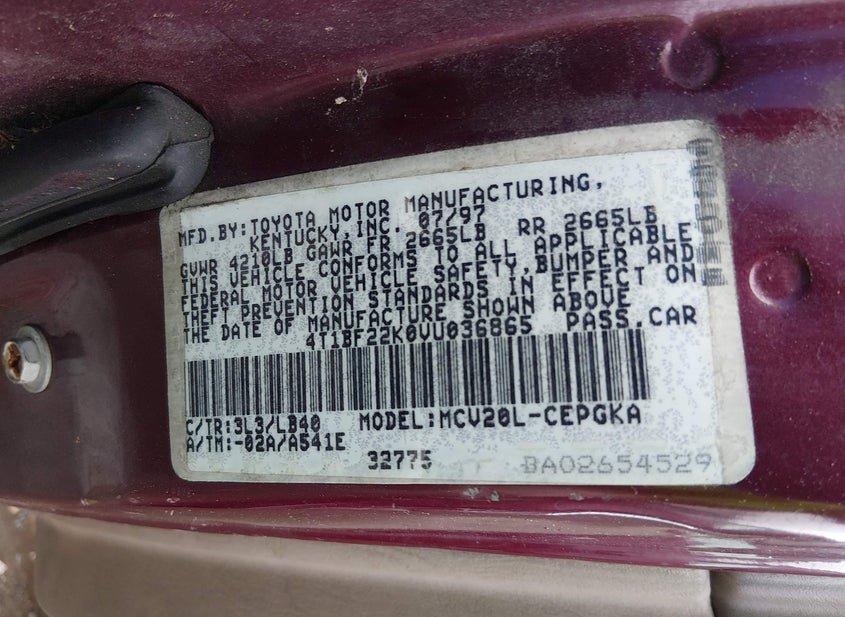 MFD.BY:TOYOTA MOTOR MANUFACTURING,
KENTUCKY,INC. 07/97
GVWR 4210LB GAWR FR 2665LB RR 2665LB
THIS VEHICLE CONFORMS TO ALL APPLICABLE
FEDERAL MOTOR VEHICLE SAFETY,BUMPER AND
THEFT PREVENTION STANDARDS IN EFFECT ON
THE DATE OF MANUFACTURE SHOWN ABOVE
4T1BF22K0VU036865 PASS.CAR
C/TR:3L3/LB40 MODEL:MCV20L-CEPGKA
A/TM:-02A/A541E
32775
BA02654529